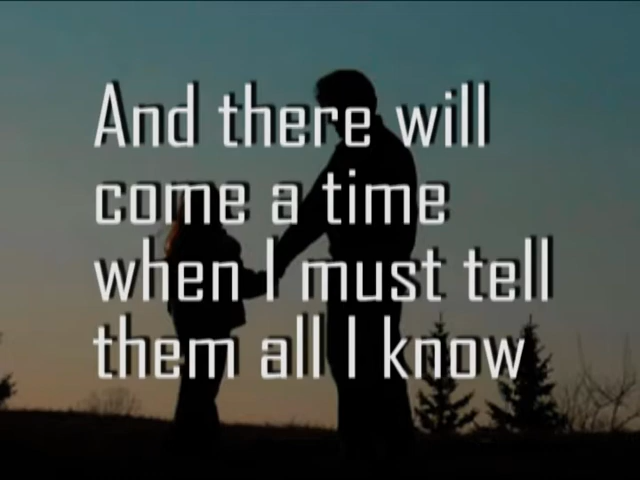 And there will
come a time
when I must tell
them all I know